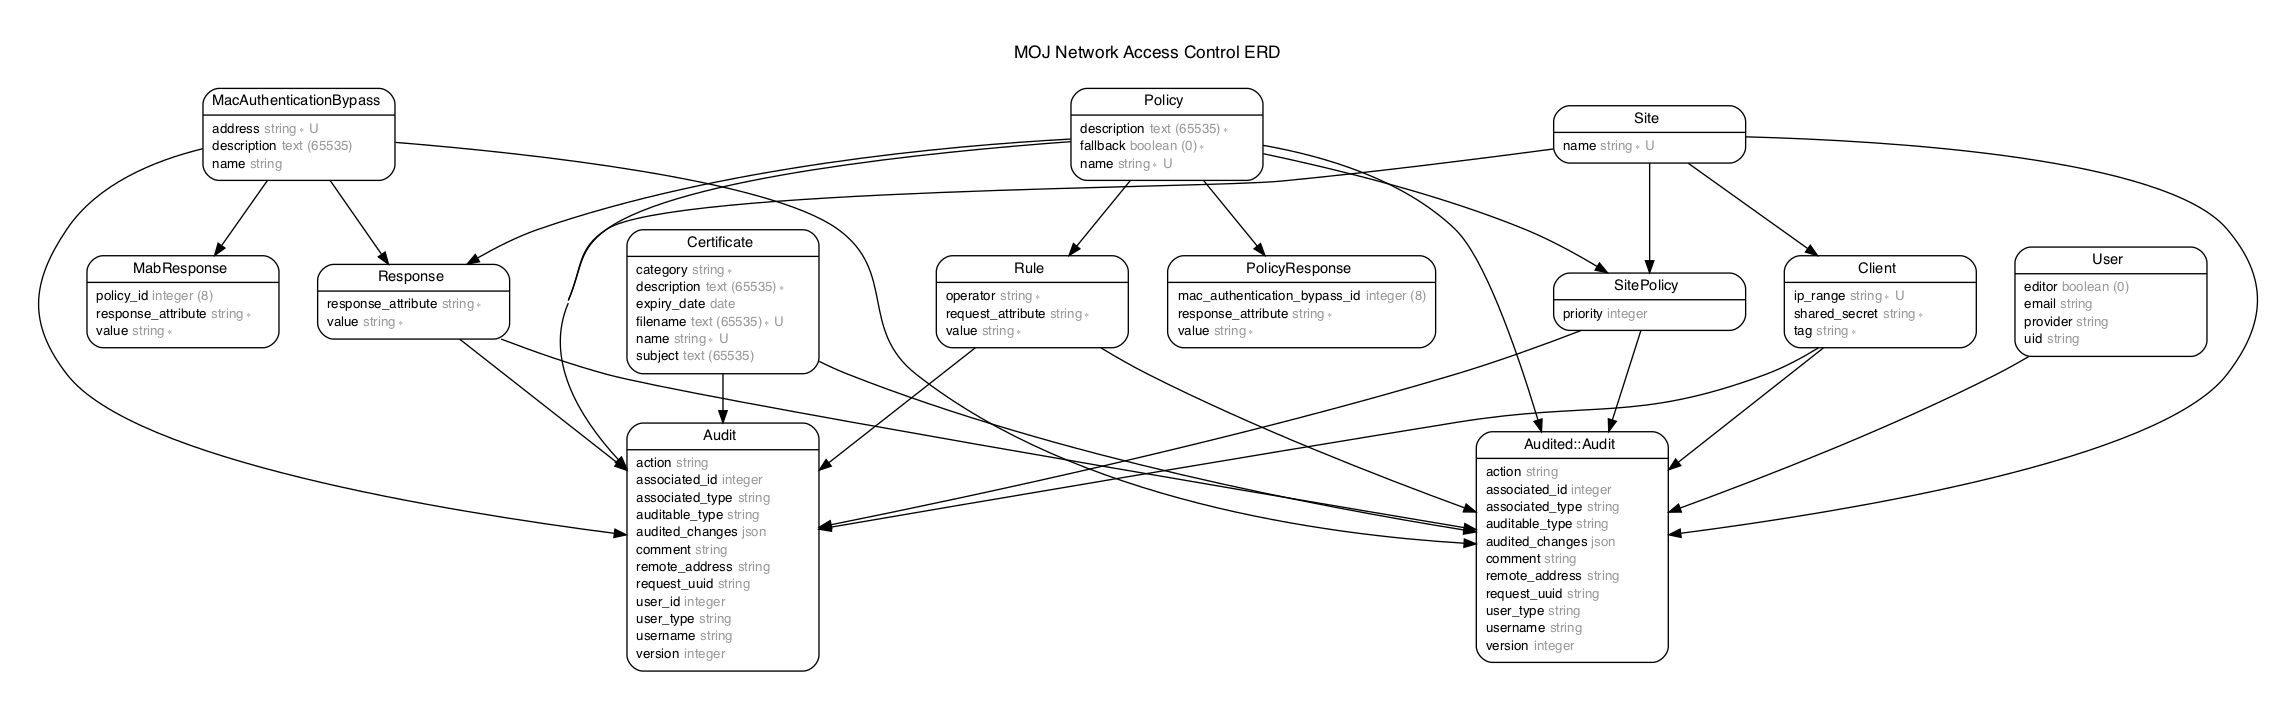 MOJ Network Access Control ERD
MacAuthenticationBypass
address string ∗ U
description text (65535)
name string
Policy
description text (65535) ∗
fallback boolean (0) ∗
name string ∗ U
Site
name string ∗ U
MabResponse
policy_id integer (8)
response_attribute string ∗
value string ∗
Response
response_attribute string ∗
value string ∗
Certificate
category string ∗
description text (65535) ∗
expiry_date date
filename text (65535) ∗ U
name string ∗ U
subject text (65535)
Rule
operator string ∗
request_attribute string ∗
value string ∗
PolicyResponse
mac_authentication_bypass_id integer (8)
response_attribute string ∗
value string ∗
SitePolicy
priority integer
Client
ip_range string ∗ U
shared_secret string ∗
tag string ∗
User
editor boolean (0)
email string
provider string
uid string
Audit
action string
associated_id integer
associated_type string
auditable_type string
audited_changes json
comment string
remote_address string
request_uuid string
user_id integer
user_type string
username string
version integer
Audited::Audit
action string
associated_id integer
associated_type string
auditable_type string
audited_changes json
comment string
remote_address string
request_uuid string
user_type string
username string
version integer